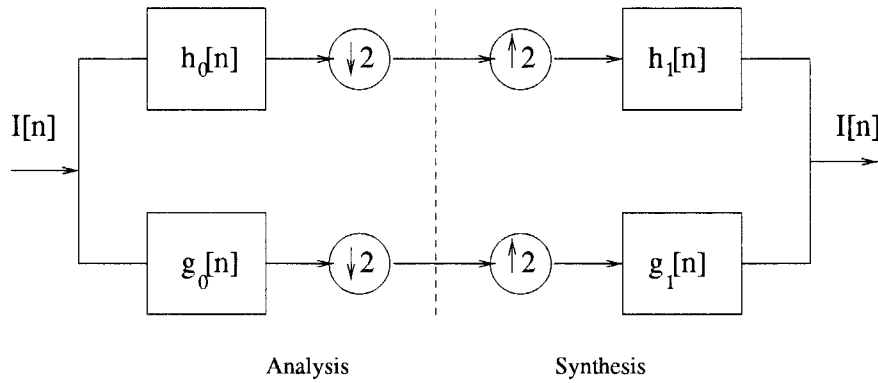 h₀[n] ↓2 ↑2 h₁[n]
I[n] I[n]
g₀[n] ↓2 ↑2 g₁[n]
Analysis Synthesis